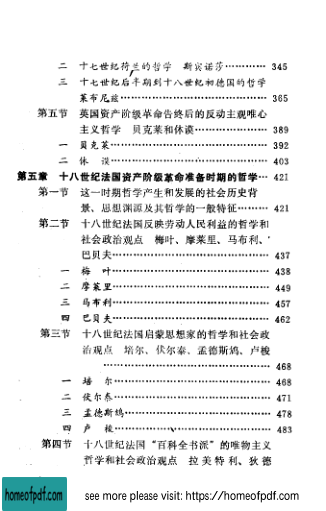 二 十七世纪荷兰的哲学 斯宾诺莎………… 345
三 十七世纪后半期到十八世纪初德国的哲学
莱布尼兹…………………………………… 365
第五节 英国资产阶级革命告终后的反动主观唯心
主义哲学 贝克莱和休谟………………… 389
一 贝克莱……………………………………… 392
二 休 谟……………………………………… 403
第五章 十八世纪法国资产阶级革命准备时期的哲学… 421
第一节 这一时期哲学产生和发展的社会历史背
景、思想渊源及其哲学的一般特征……… 421
第二节 十八世纪法国反映劳动人民利益的哲学和
社会政治观点 梅叶、摩莱里、马布利、
巴贝夫……………………………………… 437
一 梅 叶……………………………………… 438
二 摩莱里……………………………………… 449
三 马布利……………………………………… 457
四 巴贝夫……………………………………… 462
第三节 十八世纪法国启蒙思想家的哲学和社会政
治观点 培尔、伏尔泰、孟德斯鸠、卢梭
……………………………………………… 468
一 培 尔……………………………………… 468
二 伏尔泰……………………………………… 471
三 孟德斯鸠…………………………………… 478
四 卢 梭……………………………………… 483
第四节 十八世纪法国“百科全书派”的唯物主义
哲学和社会政治观点 拉美特利、狄德
homeofpdf.com see more please visit: https://homeofpdf.com